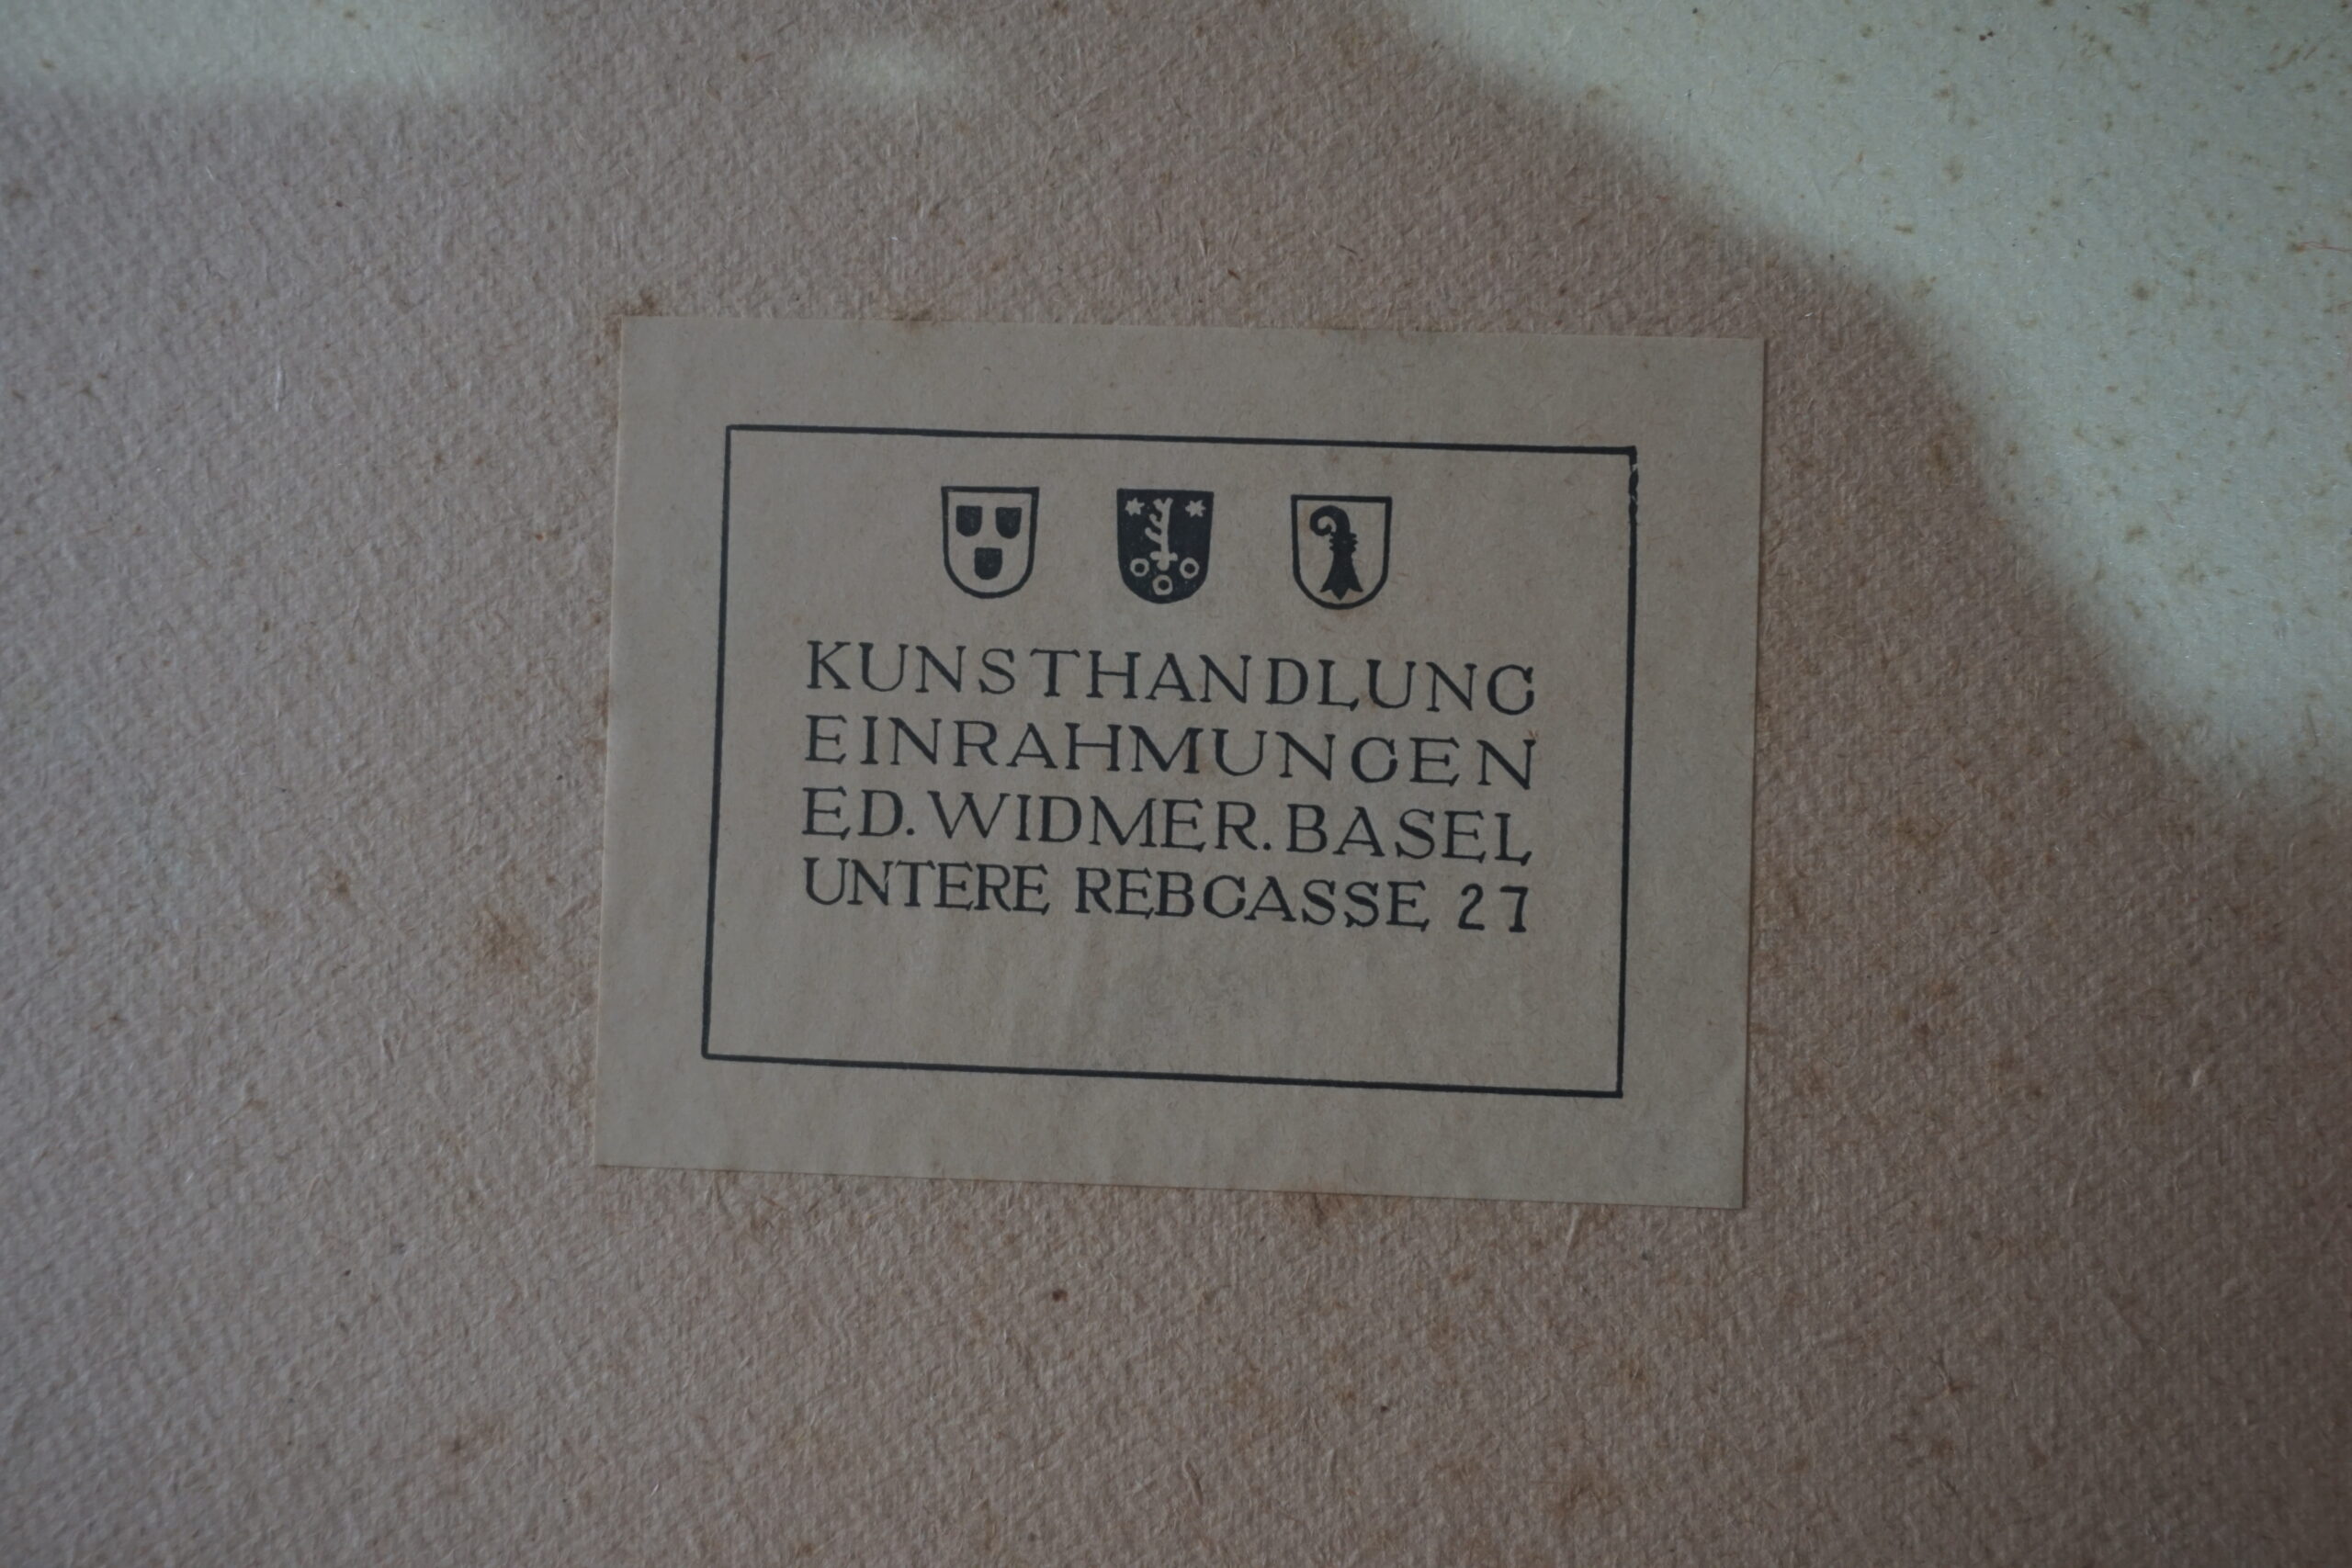 KUNSTHANDLUNG
EINRAHMUNGEN
ED. WIDMER. BASEL
UNTERE REBGASSE 27